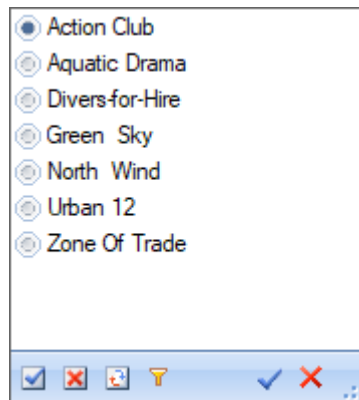 Action Club
Aquatic Drama
Divers-for-Hire
Green  Sky
North  Wind
Urban 12
Zone Of Trade